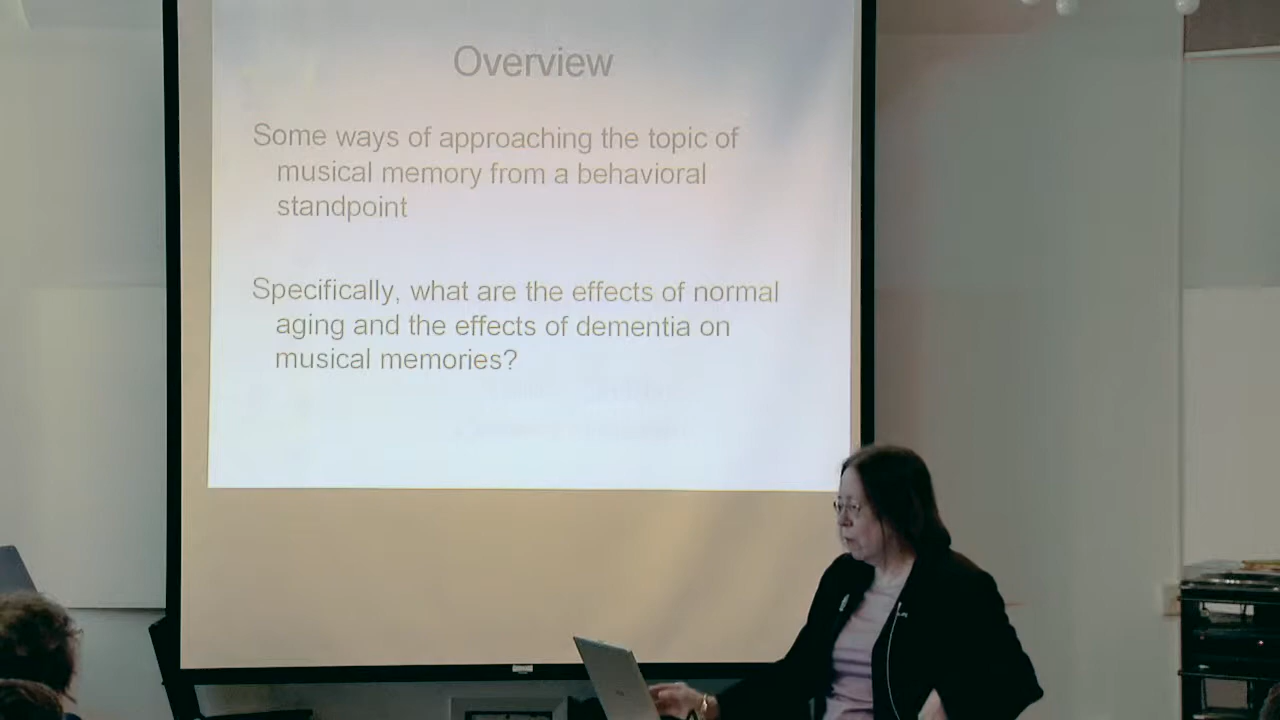 Overview
Some ways of approaching the topic of
musical memory from a behavioral
standpoint
Specifically, what are the effects of normal
aging and the effects of dementia on
musical memories?